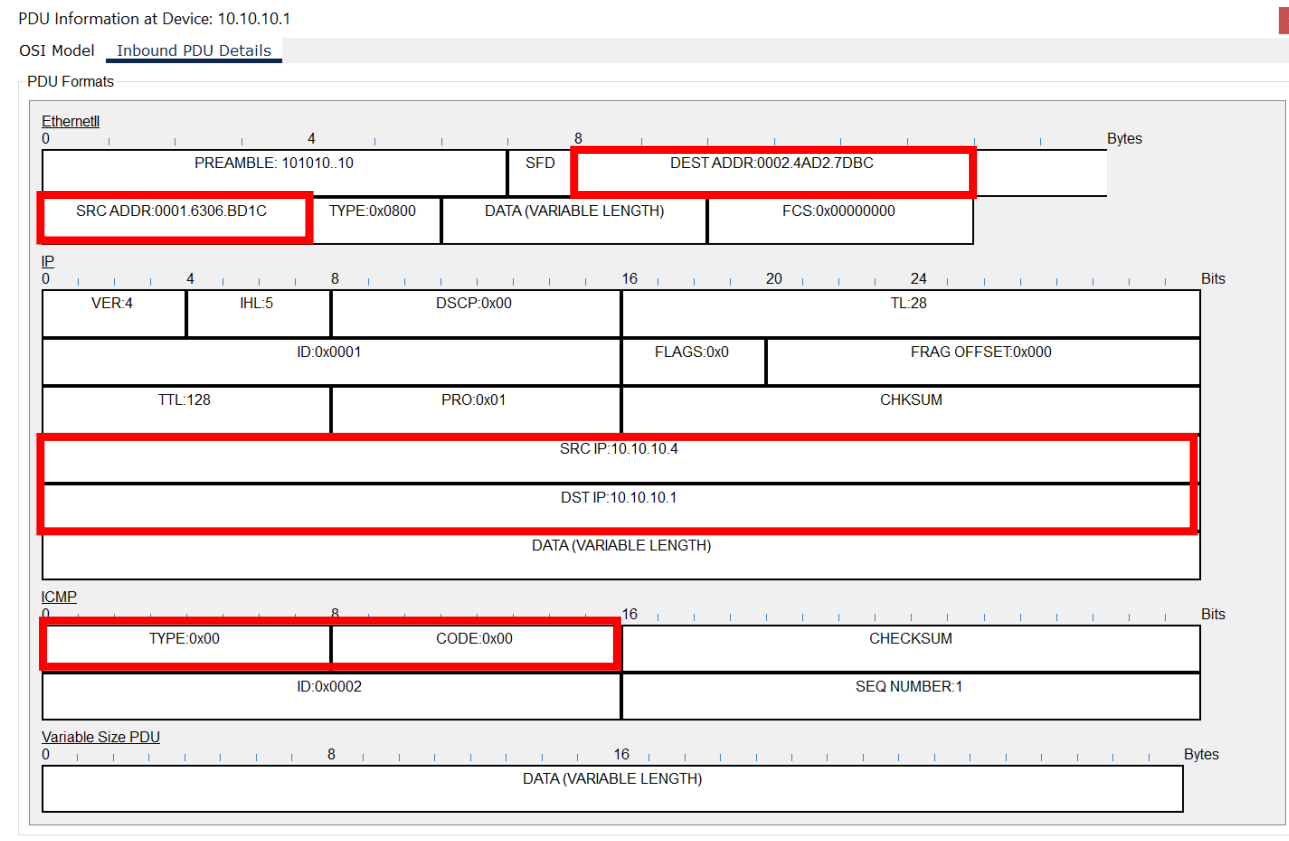 PDU Information at Device: 10.10.10.1
OSI Model Inbound PDU Details
PDU Formats
EthernetII
0 4 8 Bytes
PREAMBLE: 101010..10 SFD DEST ADDR:0002.4AD2.7DBC
SRC ADDR:0001.6306.BD1C TYPE:0x0800 DATA (VARIABLE LENGTH) FCS:0x00000000
IP
0 4 8 16 20 24 Bits
VER:4 IHL:5 DSCP:0x00 TL:28
ID:0x0001 FLAGS:0x0 FRAG OFFSET:0x000
TTL:128 PRO:0x01 CHKSUM
SRC IP:10.10.10.4
DST IP:10.10.10.1
DATA (VARIABLE LENGTH)
ICMP
0 8 16 Bits
TYPE:0x00 CODE:0x00 CHECKSUM
ID:0x0002 SEQ NUMBER:1
Variable Size PDU
0 8 16 Bytes
DATA (VARIABLE LENGTH)